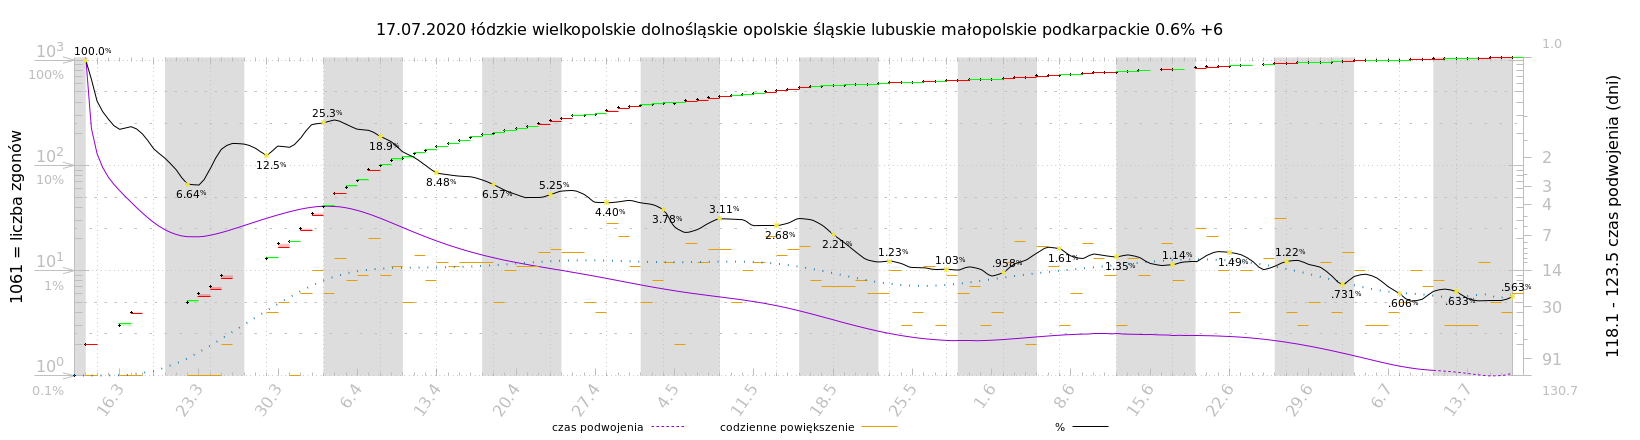 17.07.2020 łódzkie wielkopolskie dolnośląskie opolskie śląskie lubuskie małopolskie podkarpackie 0.6% +6
10³ 100.0% 1.0
100%
25.3%
18.9%
10² 12.5% 2
10% 6.64% 8.48% 6.57% 5.25% 3
4.40% 3.78% 3.11% 4
2.68% 2.21% 7
10¹ 1.23% 1.03% .958% 1.61% 1.35% 1.14% 1.49% 1.22% 14
1% .731% .606% .633% .563% 30
10⁰ 91
0.1% 130.7
1061 = liczba zgonów
118.1 - 123.5 czas podwojenia (dni)
16.3 23.3 30.3 6.4 13.4 20.4 27.4 4.5 11.5 18.5 25.5 1.6 8.6 15.6 22.6 29.6 6.7 13.7
czas podwojenia codzienne powiększenie %